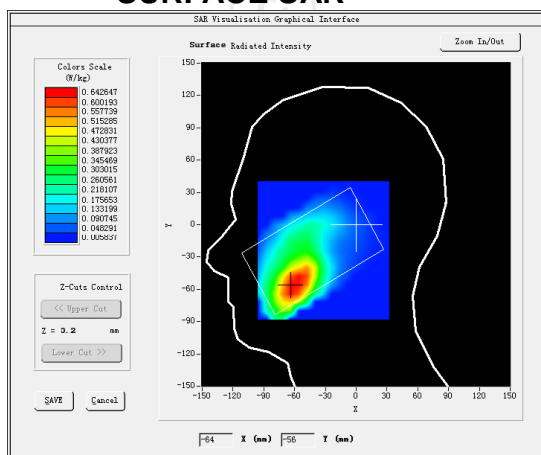 SURFACE SAR
SAR Visualisation Graphical Interface
Surface Radiated Intensity
Zoom In/Out
Colors Scale
(W/kg)
0.642647
0.600193
0.557739
0.515285
0.472831
0.430377
0.387923
0.345469
0.303015
0.260561
0.218107
0.175653
0.133199
0.090745
0.048291
0.005837
Z-Cuts Control
<< Upper Cut
Z = 0.2 mm
Lower Cut >>
SAVE Cancel
150
120
90
60
30
0
-30
-60
-90
-120
-150
Y
-150 -120 -90 -60 -30 0 30 60 90 120 150
X
-64 X (mm) -56 Y (mm)